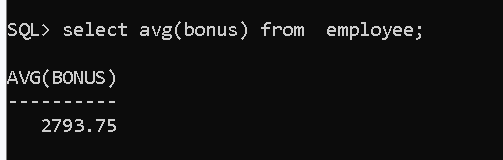 SQL> select avg(bonus) from  employee;
AVG(BONUS)
----------
2793.75